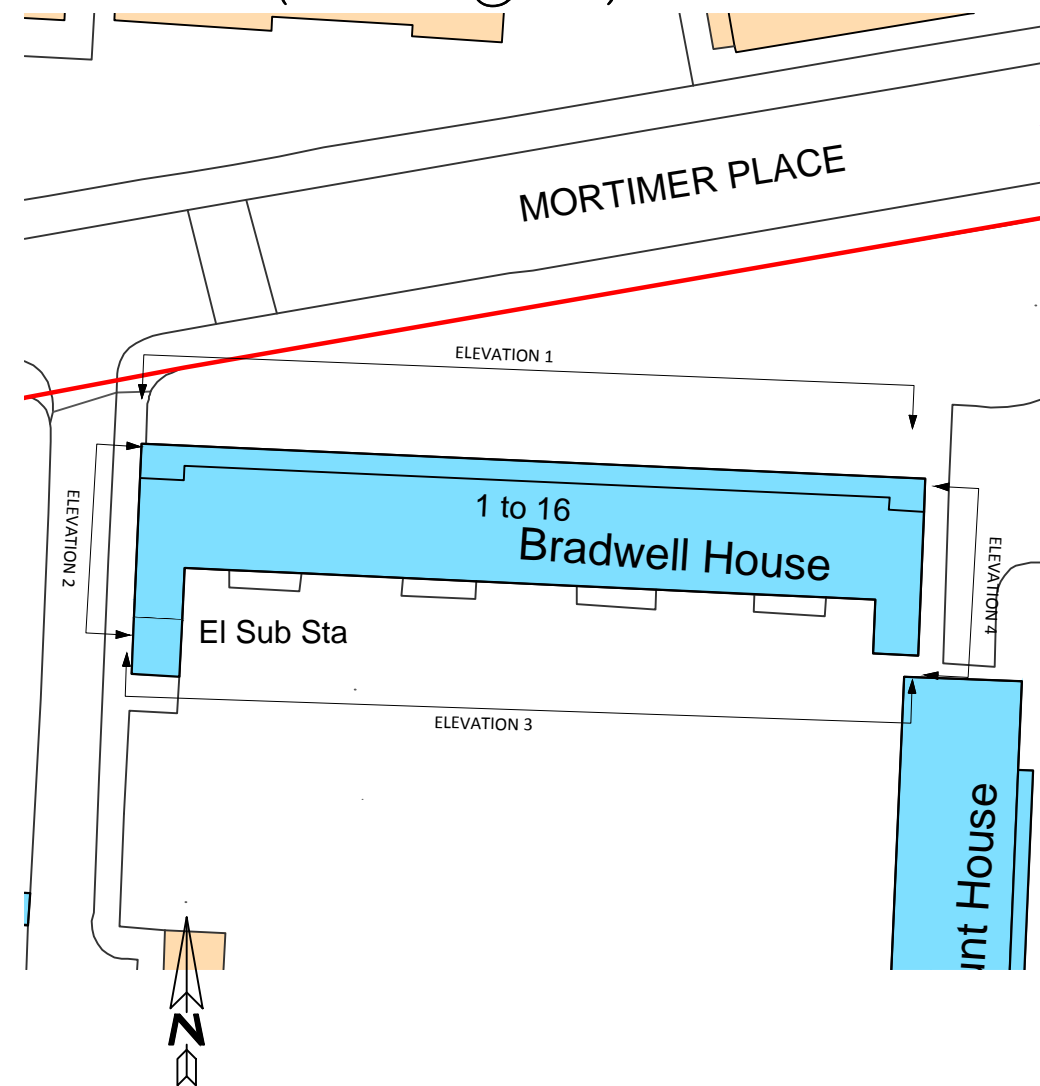 MORTIMER PLACE
ELEVATION 1
ELEVATION 2
1 to 16
Bradwell House
ELEVATION 4
El Sub Sta
ELEVATION 3
unt House
N